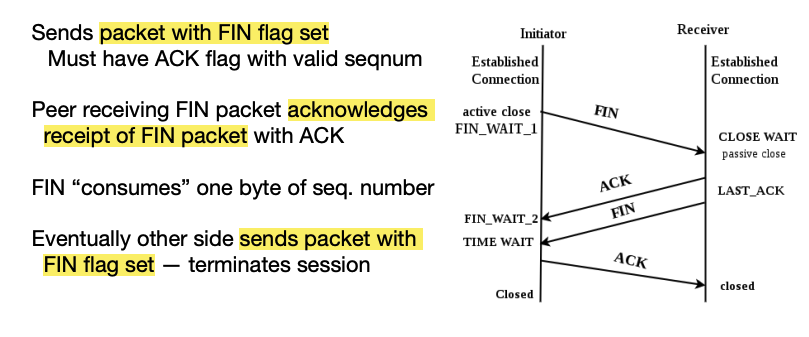 Sends packet with FIN flag set
Must have ACK flag with valid seqnum
Peer receiving FIN packet acknowledges
receipt of FIN packet with ACK
FIN “consumes” one byte of seq. number
Eventually other side sends packet with
FIN flag set — terminates session
Initiator
Receiver
Established
Connection
Established
Connection
active close
FIN_WAIT_1
FIN
CLOSE WAIT
passive close
ACK
LAST_ACK
FIN
FIN_WAIT_2
TIME WAIT
ACK
closed
Closed